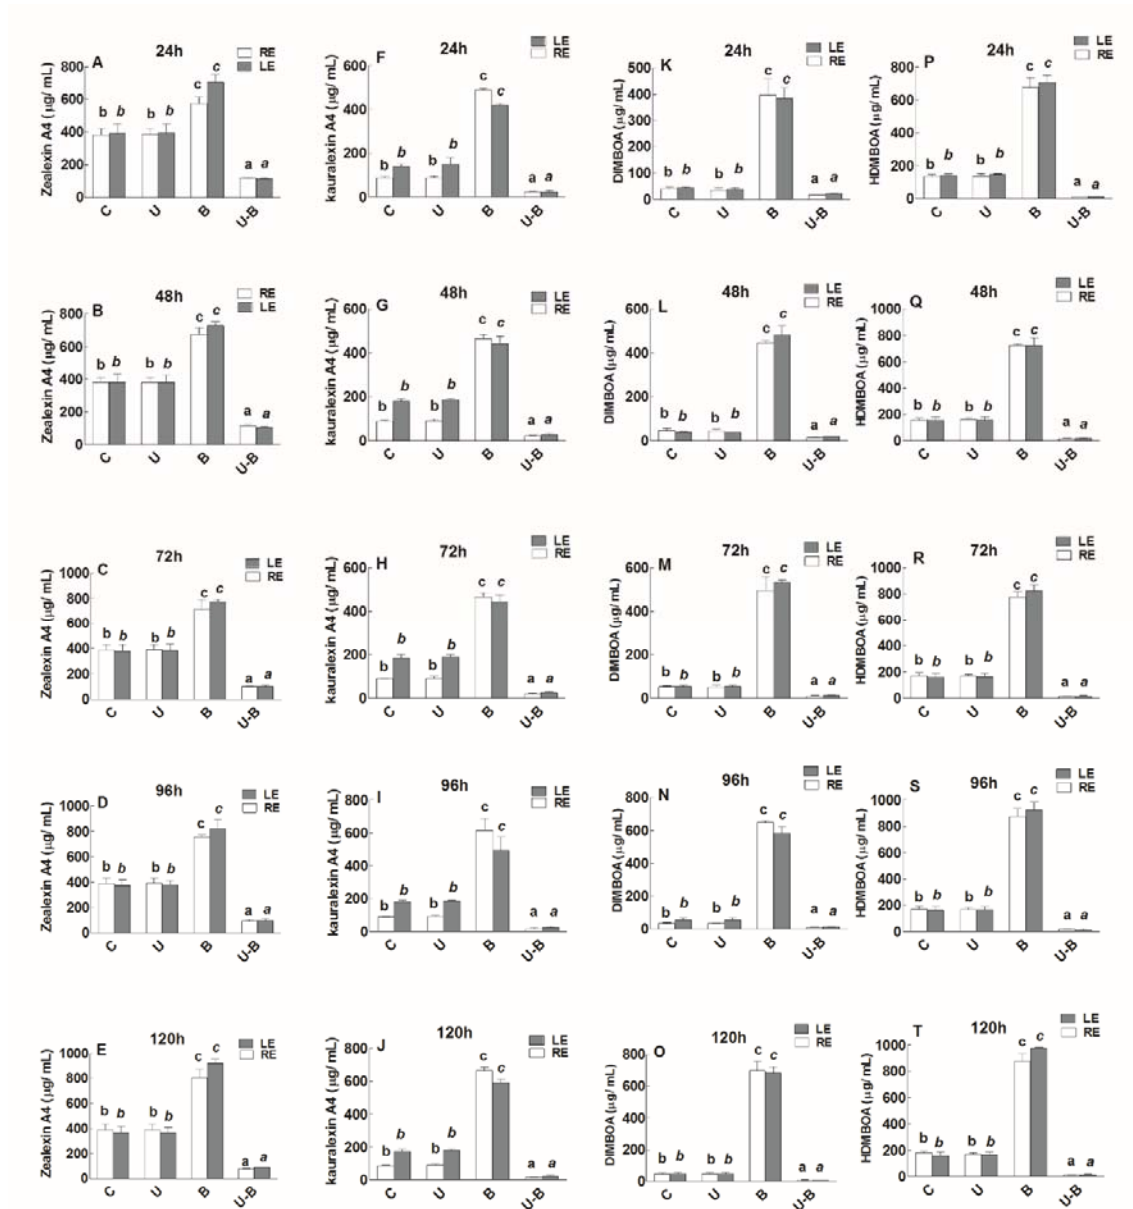 A
24h
RE
LE
Zealexin A4 (µg/ mL)
800
600
400
200
0
b b b b c c a a
C U B U-B
F
24h
LE
RE
kauralexin A4 (µg/ mL)
600
400
200
0
b b b b c c a a
C U B U-B
K
24h
LE
RE
DIMBOA (µg/ mL)
500
400
300
200
100
0
b b b b c c a a
C U B U-B
P
24h
LE
RE
HDMBOA (µg/ mL)
800
600
400
200
0
b b b b c c a a
C U B U-B
B
48h
RE
LE
Zealexin A4 (µg/ mL)
800
600
400
200
0
b b b b c c a a
C U B U-B
G
48h
LE
RE
kauralexin A4 (µg/ mL)
600
400
200
0
b b b b c c a a
C U B U-B
L
48h
LE
RE
DIMBOA (µg/ mL)
600
400
200
0
b b b b c c a a
C U B U-B
Q
48h
LE
RE
HDMBOA (µg/ mL)
1000
800
600
400
200
0
b b b b c c a a
C U B U-B
C
72h
LE
RE
Zealexin A4 (µg/ mL)
1000
800
600
400
200
0
b b b b c c a a
C U B U-B
H
72h
LE
RE
kauralexin A4 (µg/ mL)
600
400
200
0
b b b b c c a a
C U B U-B
M
72h
LE
RE
DIMBOA (µg/ mL)
600
400
200
0
b b b b c c a a
C U B U-B
R
72h
LE
RE
HDMBOA (µg/ mL)
1000
800
600
400
200
0
b b b b c c a a
C U B U-B
D
96h
LE
RE
Zealexin A4 (µg/ mL)
1000
800
600
400
200
0
b b b b c c a a
C U B U-B
I
96h
LE
RE
kauralexin A4 (µg/ mL)
800
600
400
200
0
b b b b c c a a
C U B U-B
N
96h
LE
RE
DIMBOA (µg/ mL)
800
600
400
200
0
b b b b c c a a
C U B U-B
S
96h
LE
RE
HDMBOA (µg/ mL)
1000
800
600
400
200
0
b b b b c c a a
C U B U-B
E
120h
LE
RE
Zealexin A4 (µg/ mL)
1000
800
600
400
200
0
b b b b c c a a
C U B U-B
J
120h
LE
RE
kauralexin A4 (µg/ mL)
800
600
400
200
0
b b b b c c a a
C U B U-B
O
120h
LE
RE
DIMBOA (µg/ mL)
800
600
400
200
0
b b b b c c a a
C U B U-B
T
120h
LE
RE
HDMBOA (µg/ mL)
1000
800
600
400
200
0
b b b b c c a a
C U B U-B